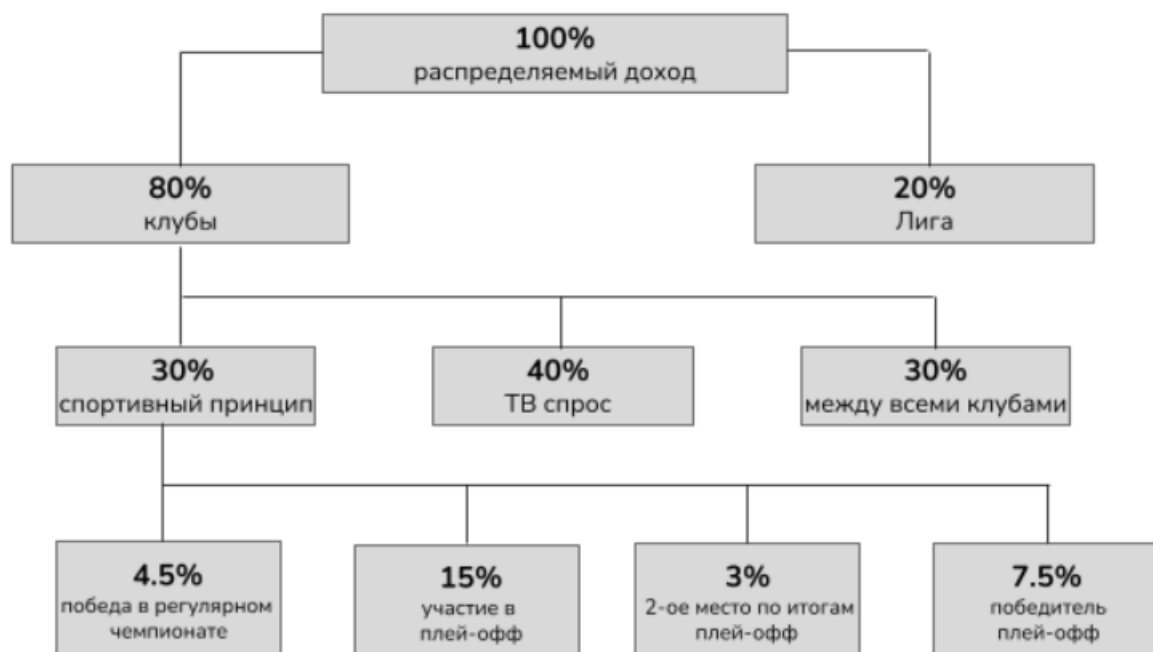 100%
распределяемый доход
80%
клубы
20%
Лига
30%
спортивный принцип
40%
ТВ спрос
30%
между всеми клубами
4.5%
победа в регулярном
чемпионате
15%
участие в
плей-офф
3%
2-ое место по итогам
плей-офф
7.5%
победитель
плей-офф